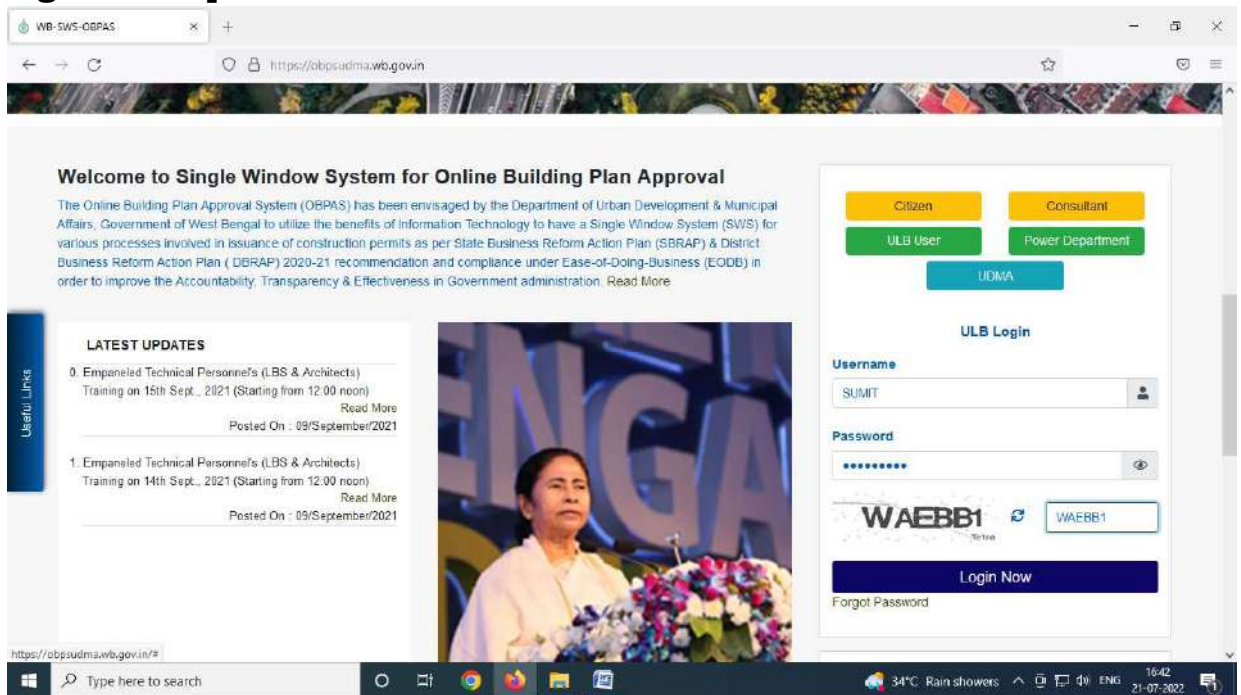 WB-SWS-OBPAS
https://obpsudma.wb.gov.in
Welcome to Single Window System for Online Building Plan Approval
The Online Building Plan Approval System (OBPAS) has been envisaged by the Department of Urban Development & Municipal
Affairs, Government of West Bengal to utilize the benefits of Information Technology to have a Single Window System (SWS) for
various processes involved in issuance of construction permits as per State Business Reform Action Plan (SBRAP) & District
Business Reform Action Plan ( DBRAP) 2020-21 recommendation and compliance under Ease-of-Doing-Business (EODB) in
order to improve the Accountability, Transparency & Effectiveness in Government administration. Read More
Useful Links
LATEST UPDATES
0. Empaneled Technical Personnel's (LBS & Architects)
Training on 15th Sept., 2021 (Starting from 12:00 noon)
Read More
Posted On : 09/September/2021
1. Empaneled Technical Personnel's (LBS & Architects)
Training on 14th Sept., 2021 (Starting from 12:00 noon)
Read More
Posted On : 09/September/2021
ENGA
Citizen
Consultant
ULB User
Power Department
UDMA
ULB Login
Username
SUMIT
Password
WAEBB1
WAEBB1
Login Now
Forgot Password
https://obpsudma.wb.gov.in/#
Type here to search
34°C Rain showers
ENG
16:42
21-07-2022